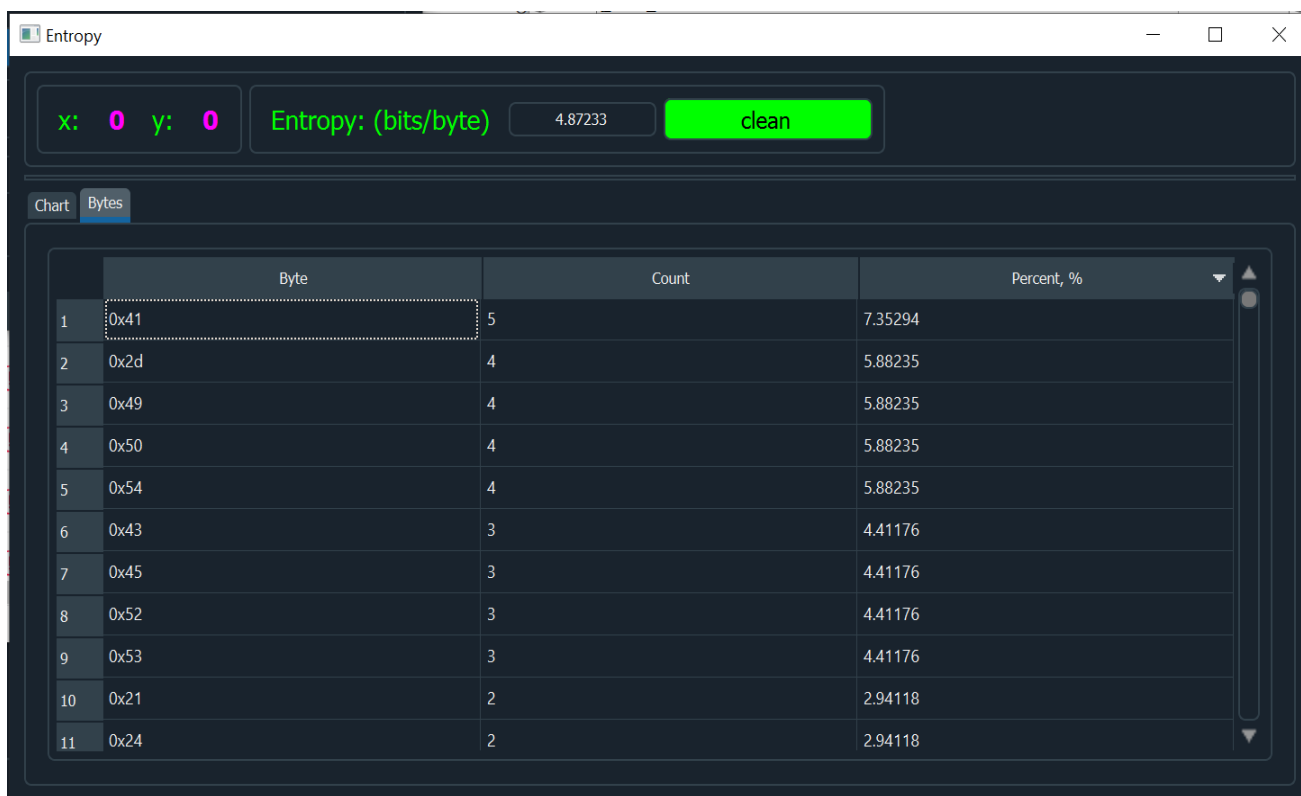 Entropy
x: 0 y: 0 Entropy: (bits/byte) 4.87233 clean
Chart Bytes
Byte Count Percent, %
1 0x41 5 7.35294
2 0x2d 4 5.88235
3 0x49 4 5.88235
4 0x50 4 5.88235
5 0x54 4 5.88235
6 0x43 3 4.41176
7 0x45 3 4.41176
8 0x52 3 4.41176
9 0x53 3 4.41176
10 0x21 2 2.94118
11 0x24 2 2.94118